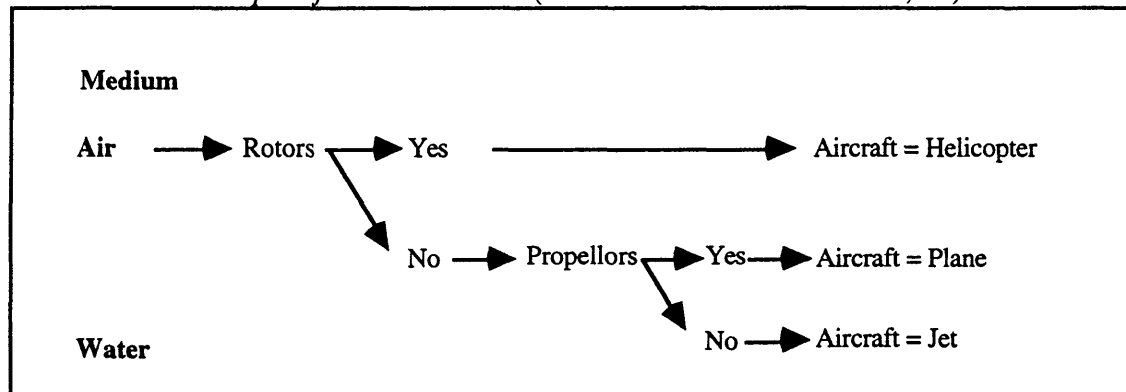 Medium
Air Rotors Yes Aircraft = Helicopter
No Propellors Yes Aircraft = Plane
No Aircraft = Jet
Water